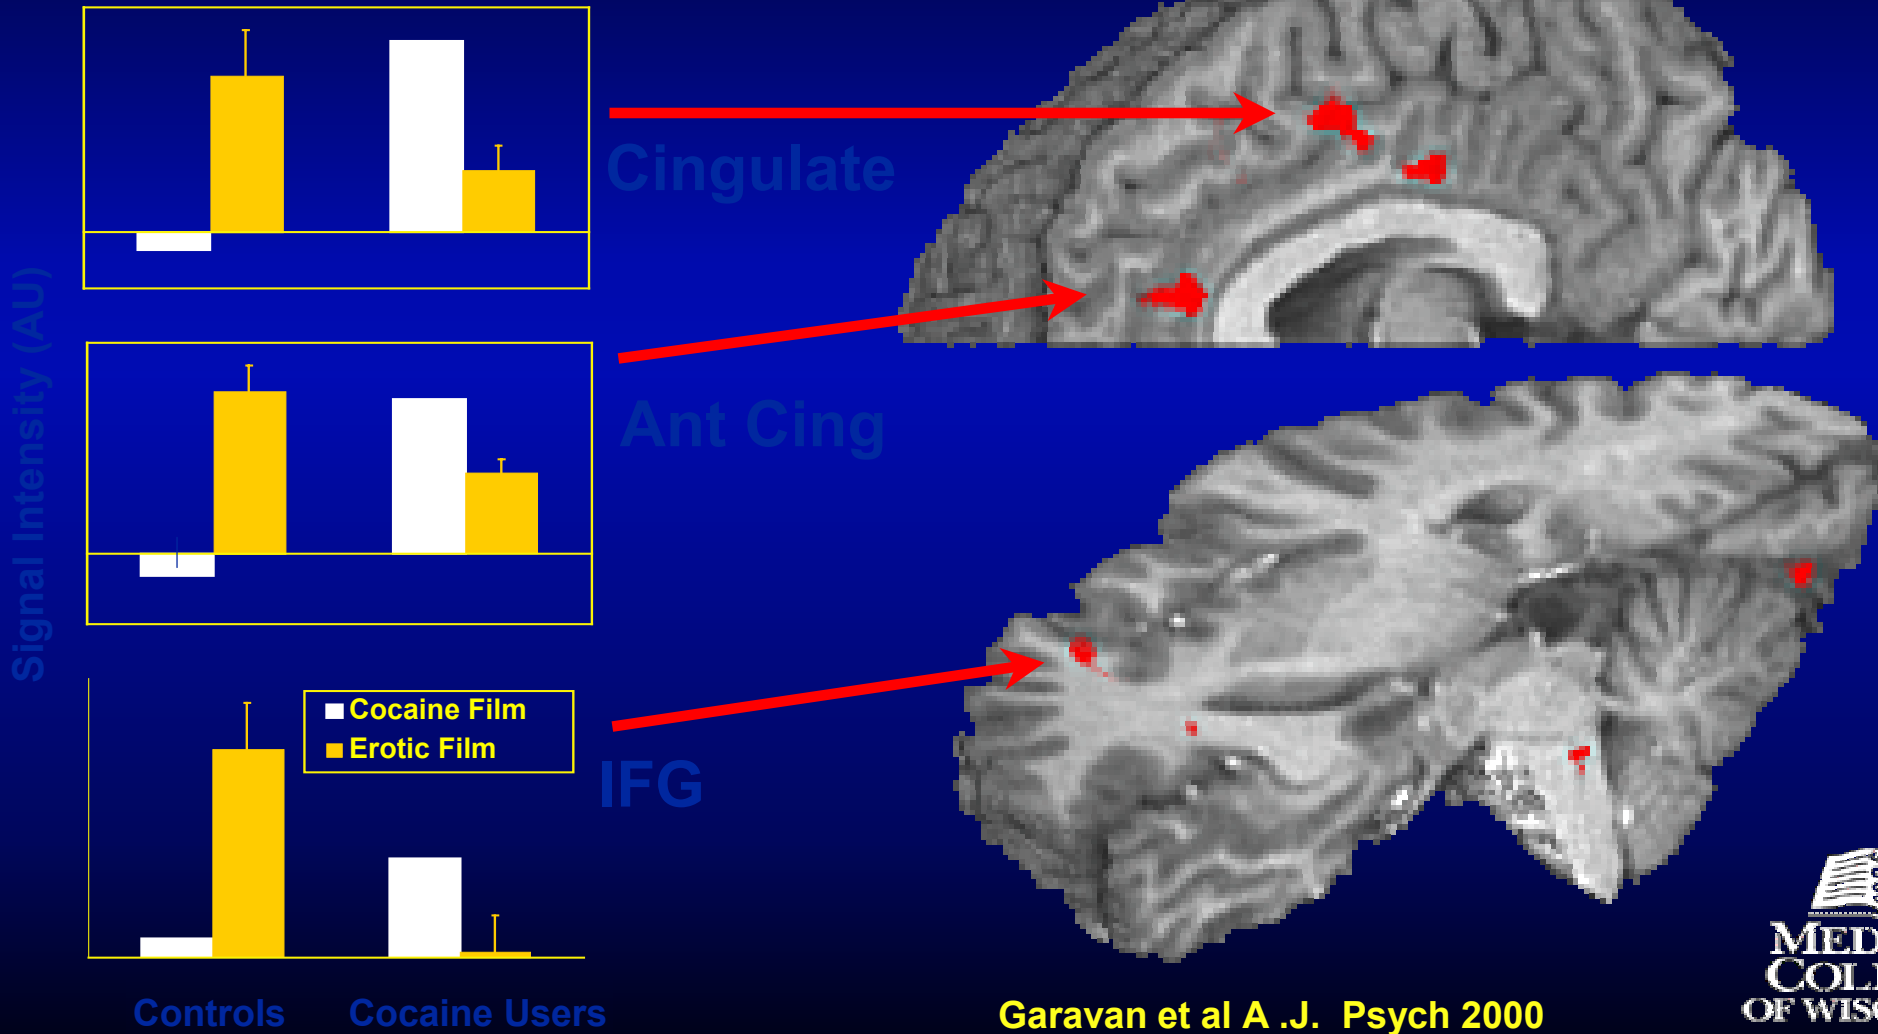 Signal Intensity (AU)
Cingulate
Ant Cing
Cocaine Film
Erotic Film
IFG
Controls
Cocaine Users
Garavan et al A .J.  Psych 2000
OF